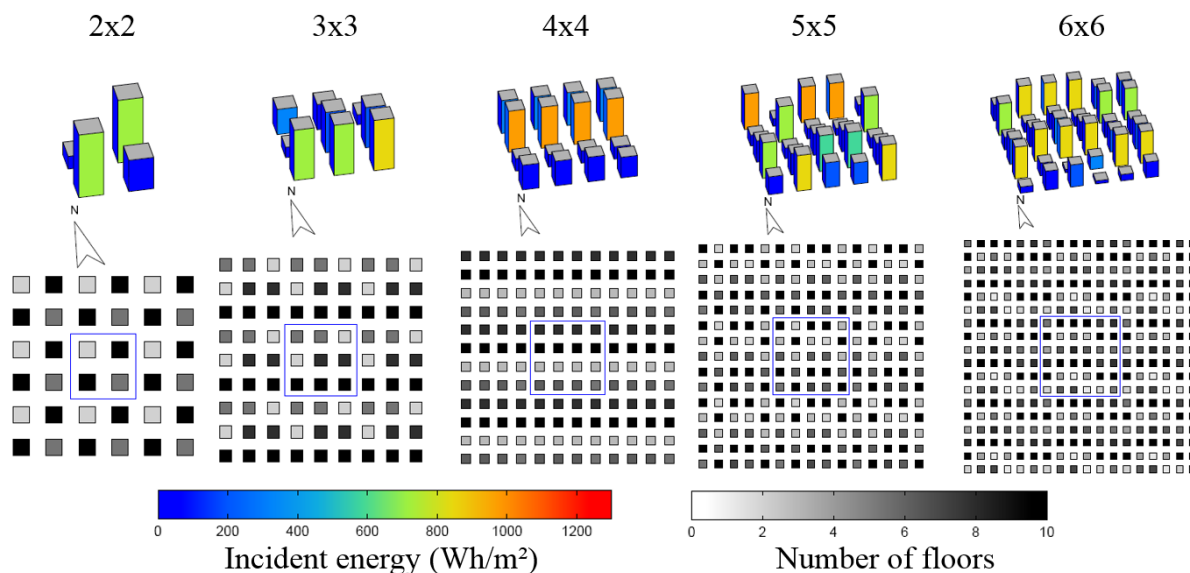 2x2
3x3
4x4
5x5
6x6
N
N
N
N
N
0 200 400 600 800 1000 1200
Incident energy (Wh/m²)
0 2 4 6 8 10
Number of floors